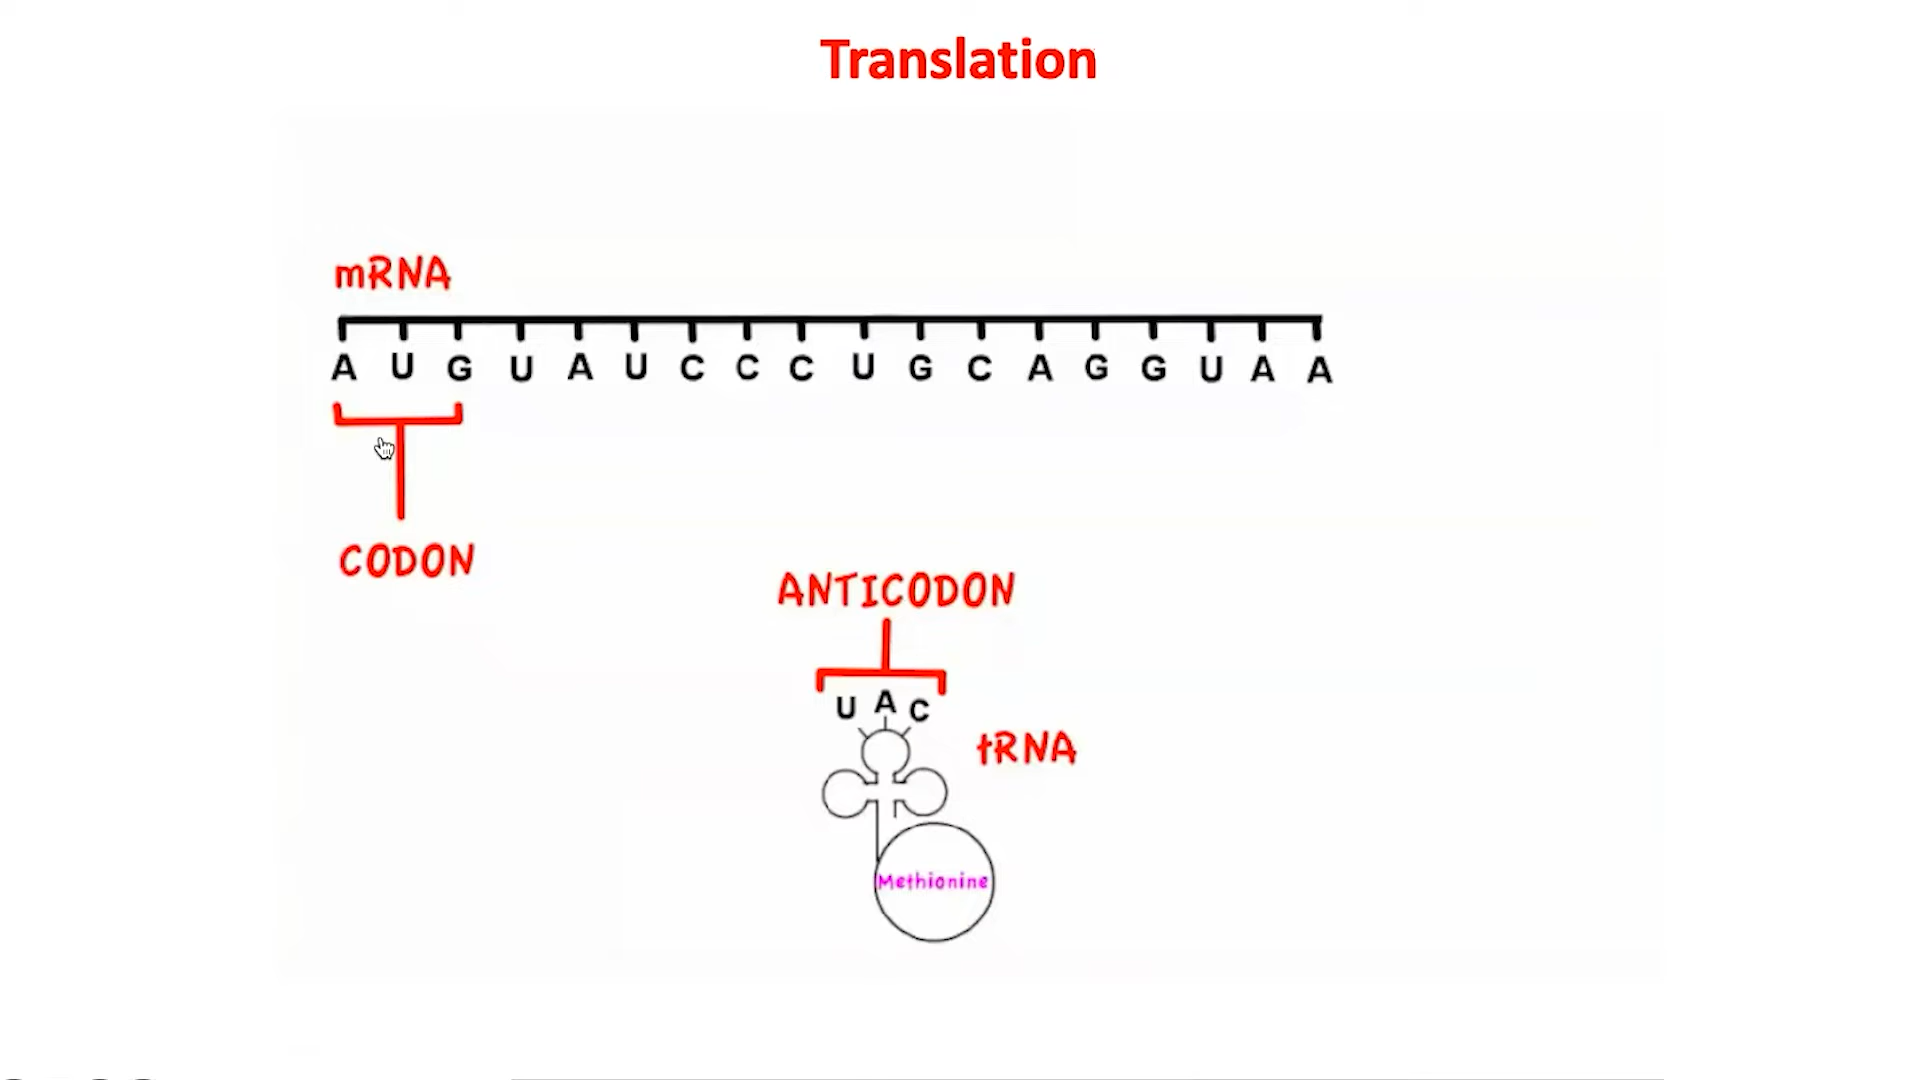 Translation
mRNA
A U G U A U C C C U G C A G G U A A
CODON
ANTICODON
U A C
tRNA
Methionine